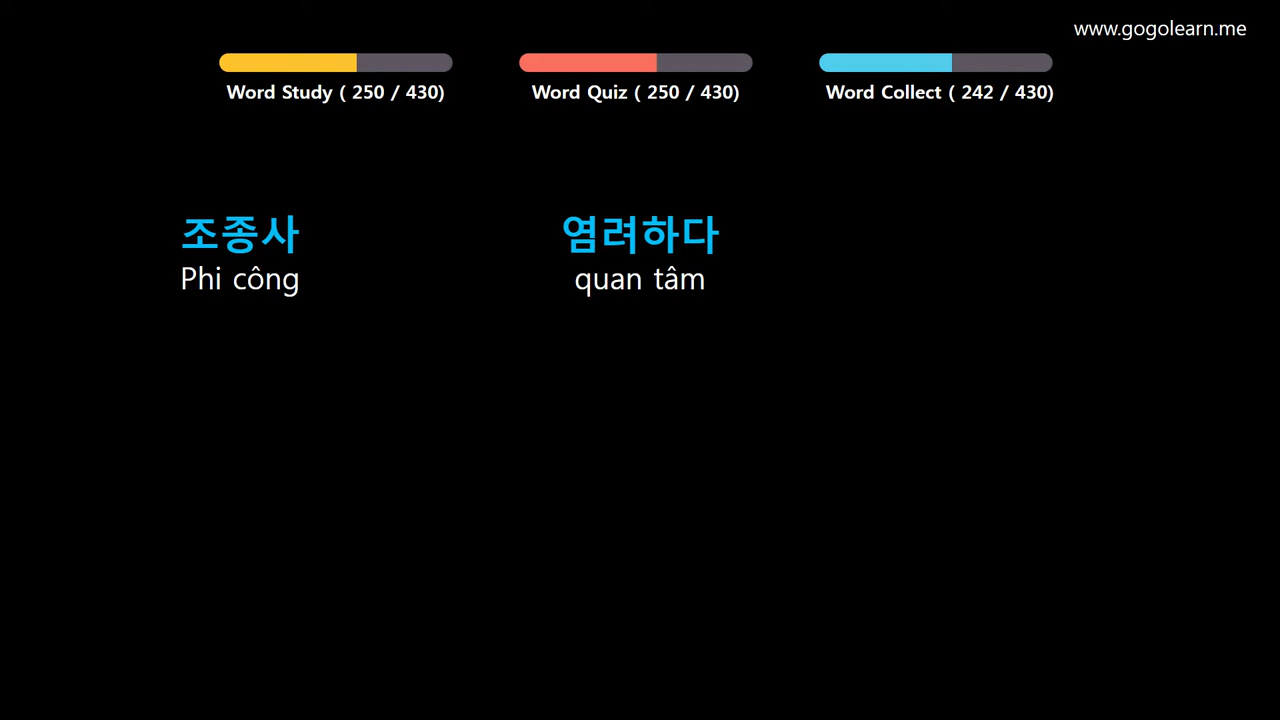 www.gogolearn.me
Word Study ( 250 / 430)
Word Quiz ( 250 / 430)
Word Collect ( 242 / 430)
조종사
Phi công
염려하다
quan tâm